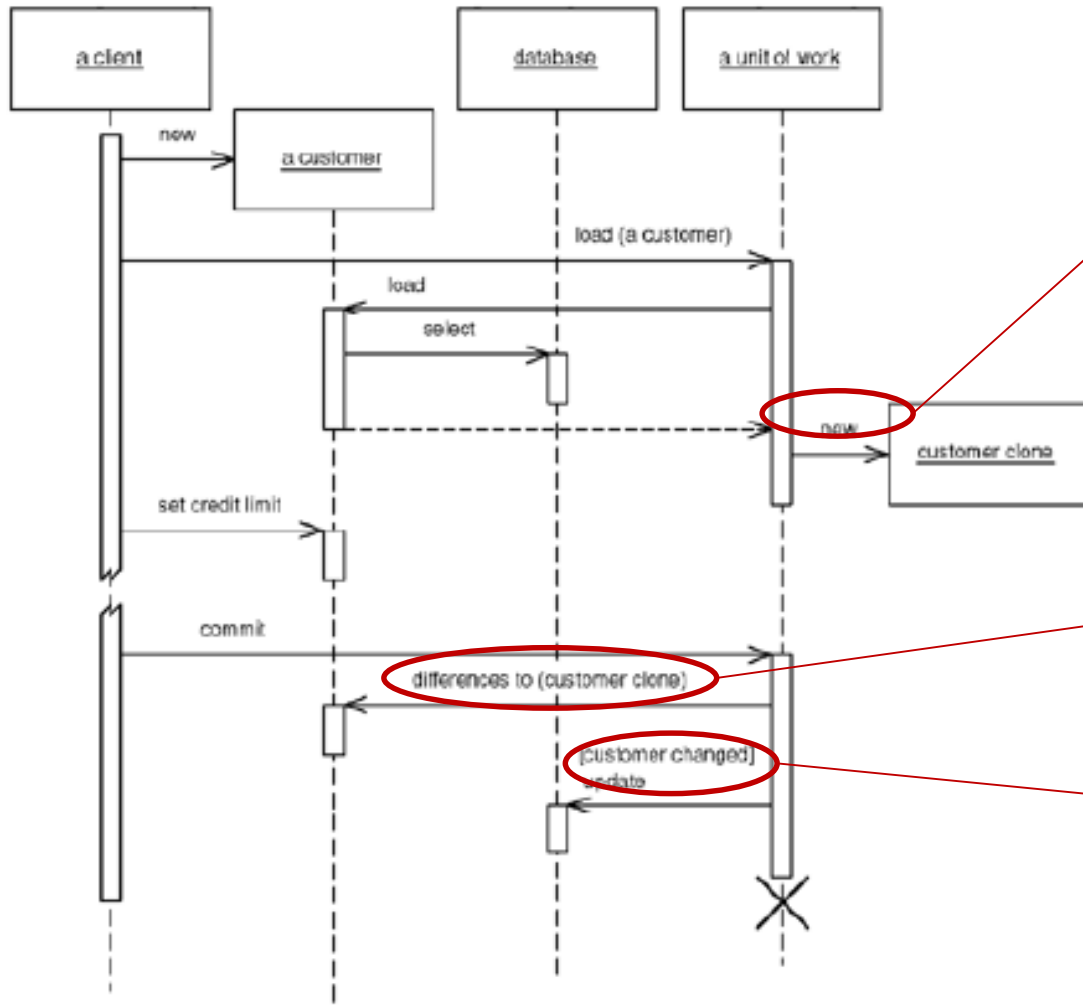 a client
database
a unit of work
new
a customer
load (a customer)
load
select
new
customer clone
set credit limit
commit
differences to (customer clone)
[customer changed]
update